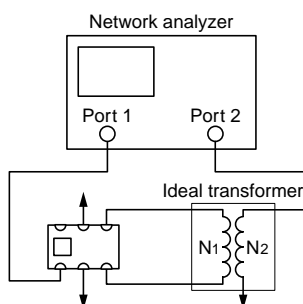 Network analyzer
Port 1 Port 2
Ideal transformer
N1 N2